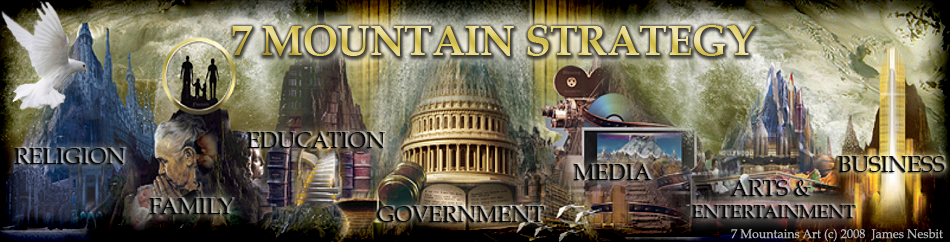 7 MOUNTAIN STRATEGY
RELIGION
FAMILY
EDUCATION
GOVERNMENT
MEDIA
ARTS &
ENTERTAINMENT
BUSINESS
7 Mountains Art (c) 2008 James Nesbit